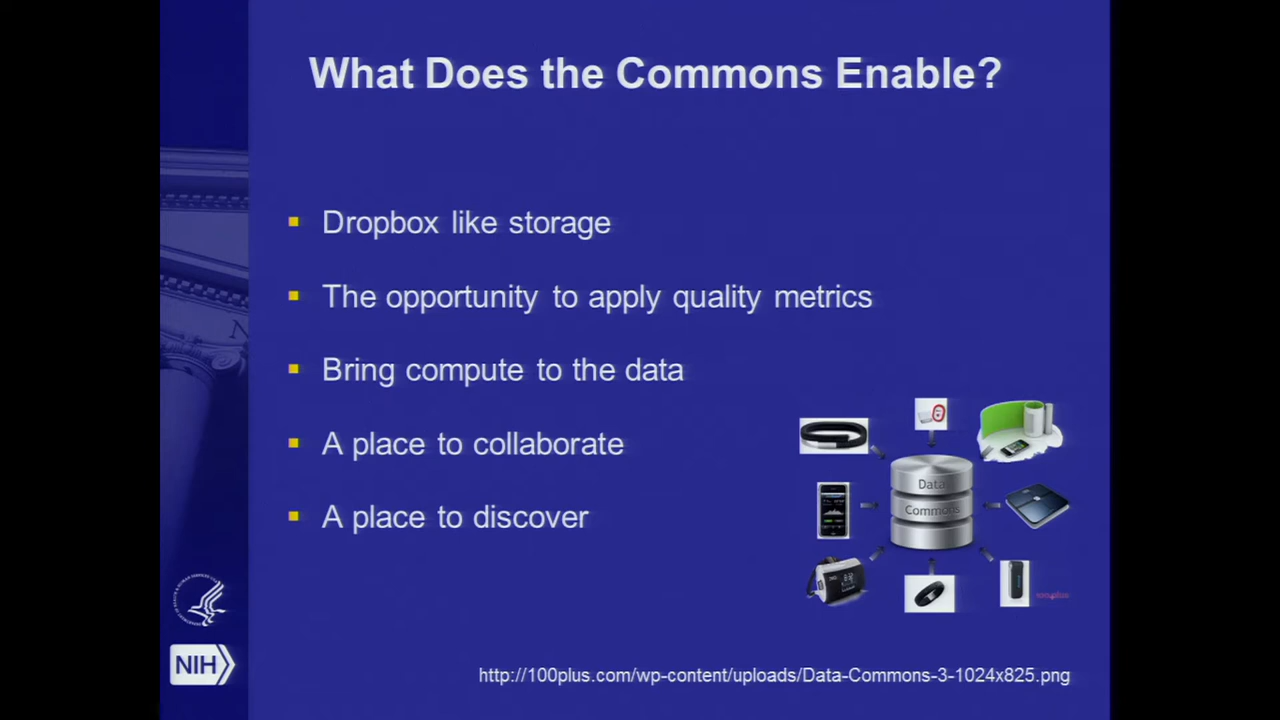 What Does the Commons Enable?
Dropbox like storage
The opportunity to apply quality metrics
Bring compute to the data
A place to collaborate
A place to discover
Data
Commons
NIH
http://100plus.com/wp-content/uploads/Data-Commons-3-1024x825.png